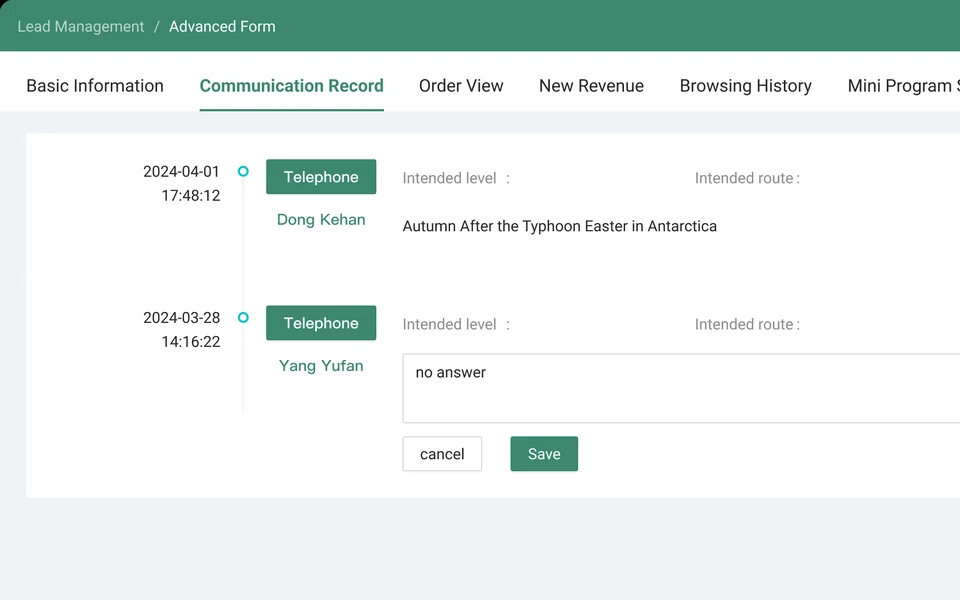 Lead Management / Advanced Form
Basic Information Communication Record Order View New Revenue Browsing History Mini Program
2024-04-01 Telephone Intended level : Intended route :
17:48:12
Dong Kehan
Autumn After the Typhoon Easter in Antarctica
2024-03-28 Telephone Intended level : Intended route :
14:16:22
Yang Yufan
no answer
cancel Save